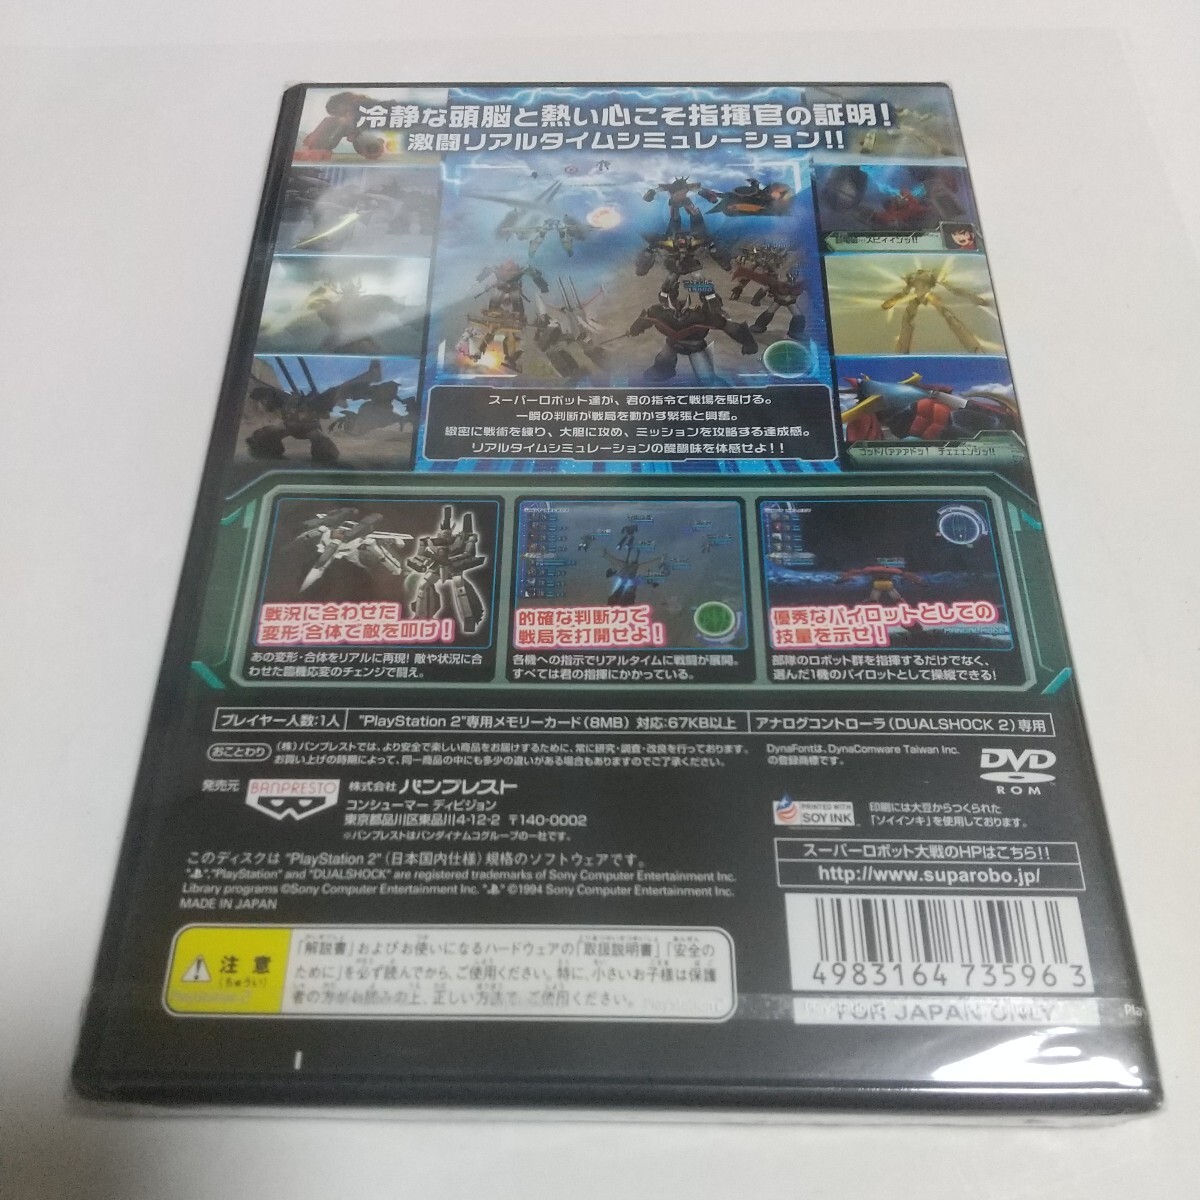 冷静な頭脳と熱い心こそ指揮官の証明!
激闘リアルタイムシミュレーション!!
スーパーロボット達が、君の指令で戦場を駆ける。
一瞬の判断が戦局を動かす緊張と興奮。
緻密に戦術を練り、大胆に攻め、ミッションを攻略する達成感。
リアルタイムシミュレーションの醍醐味を体感せよ!!
ゴッドバァァァドッ! チェェェンジッ!!
戦況に合わせた
変形・合体で敵を叩け!
あの変形・合体をリアルに再現! 敵や状況に合
わせた臨機応変のチェンジで闘え。
的確な判断力で
戦局を打開せよ!
各機への指示でリアルタイムに戦闘が展開。
すべては君の指揮にかかっている。
優秀なパイロットとしての
技量を示せ!
部隊のロボット群を指揮するだけでなく、
選んだ1機のパイロットとして操縦できる!
プレイヤー人数:1人
"PlayStation 2"専用メモリーカード(8MB) 対応:67KB以上
アナログコントローラ(DUALSHOCK 2)専用
おことわり
(株)バンプレストでは、より安全で楽しい商品をお届けするために、常に研究・調査・改良を行っております。
お買い上げの時期によって、同一商品の中にも多少の違いがある場合もありますのでご了承ください。
DynaFontは、DynaComware Taiwan Inc.
の登録商標です。
DVD
ROM
発売元
BANPRESTO
株式会社 バンプレスト
コンシューマー ディビジョン
東京都品川区東品川4-12-2 〒140-0002
※バンプレストはバンダイナムコグループの一社です。
PRINTED WITH
SOY INK
印刷には大豆からつくられた
「ソイインキ」を使用しております。
スーパーロボット大戦のHPはこちら!!
http://www.suparobo.jp/
このディスクは "PlayStation 2" (日本国内仕様) 規格のソフトウェアです。
" ", "PlayStation" and "DUALSHOCK" are registered trademarks of Sony Computer Entertainment Inc.
Library programs ©Sony Computer Entertainment Inc. " " ©1994 Sony Computer Entertainment Inc.
MADE IN JAPAN
注意
(ちゅうい)
「解説書」およびお使いになるハードウェアの「取扱説明書」「安全の
ために」を必ず読んでから、ご使用ください。特に、小さいお子様は保護
者の方がお読みの上、正しい方法で、ご使用ください。
4983164735963
FOR JAPAN ONLY